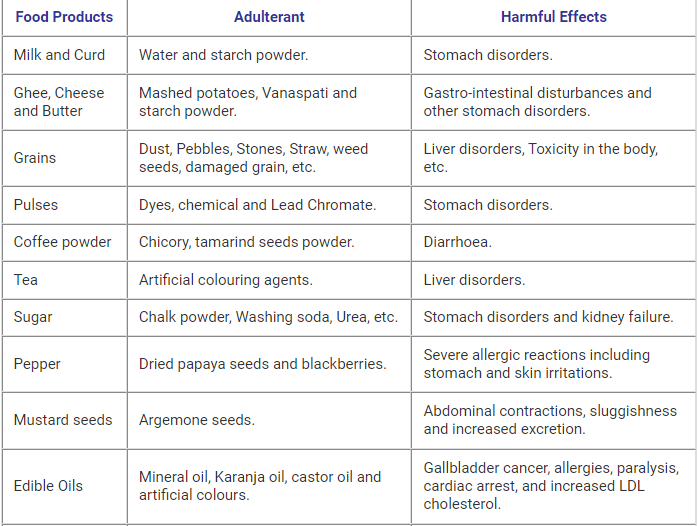 Food Products Adulterant Harmful Effects
Milk and Curd Water and starch powder. Stomach disorders.
Ghee, Cheese Mashed potatoes, Vanaspati and Gastro-intestinal disturbances and
and Butter starch powder. other stomach disorders.
Grains Dust, Pebbles, Stones, Straw, weed Liver disorders, Toxicity in the body,
seeds, damaged grain, etc. etc.
Pulses Dyes, chemical and Lead Chromate. Stomach disorders.
Coffee powder Chicory, tamarind seeds powder. Diarrhoea.
Tea Artificial colouring agents. Liver disorders.
Sugar Chalk powder, Washing soda, Urea, etc. Stomach disorders and kidney failure.
Pepper Dried papaya seeds and blackberries. Severe allergic reactions including
stomach and skin irritations.
Mustard seeds Argemone seeds. Abdominal contractions, sluggishness
and increased excretion.
Edible Oils Mineral oil, Karanja oil, castor oil and Gallbladder cancer, allergies, paralysis,
artificial colours. cardiac arrest, and increased LDL
cholesterol.